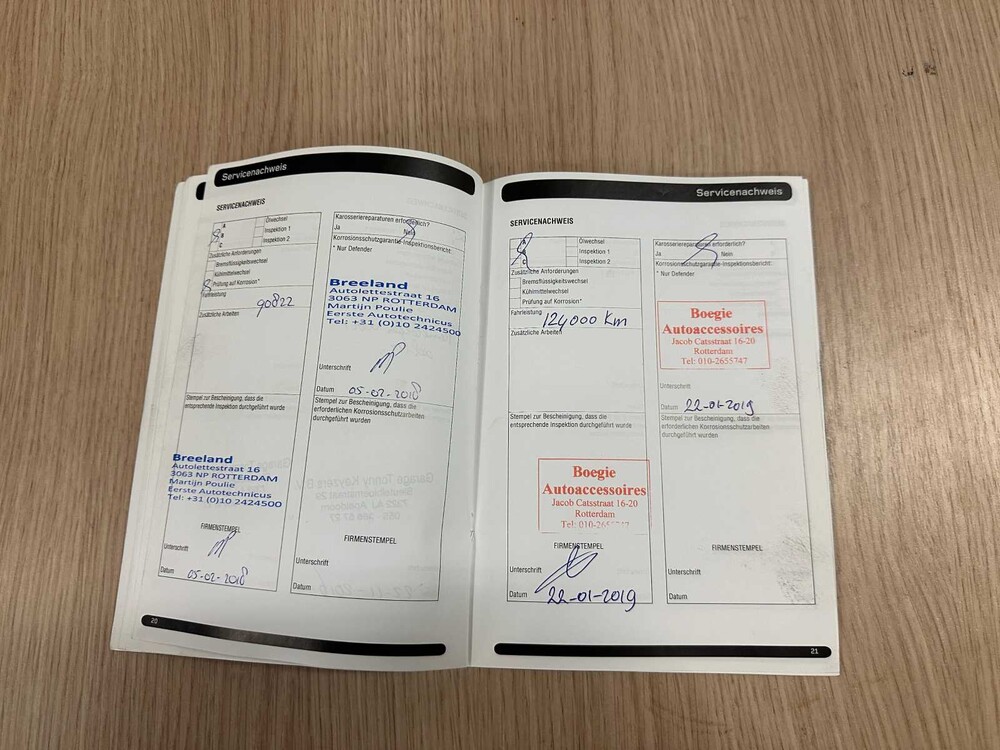 Servicenachweis
SERVICENACHWEIS
A
B
C
Ölwechsel
Inspektion 1
Inspektion 2
Zusätzliche Anforderungen
Bremsflüssigkeitswechsel
Kühlmittelwechsel
Prüfung auf Korrosion*
Fahrleistung
90822
Zusätzliche Arbeiten
Stempel zur Bescheinigung, dass die
entsprechende Inspektion durchgeführt wurde
Breeland
Autolettestraat 16
3063 NP ROTTERDAM
Martijn Poulie
Eerste Autotechnicus
Tel: +31 (0)10 2424500
FIRMENSTEMPEL
Unterschrift
Datum 05-02-2018
Karosseriereparaturen erforderlich?
Ja Nein
Korrosionsschutzgarantie-Inspektionsbericht:
* Nur Defender
Breeland
Autolettestraat 16
3063 NP ROTTERDAM
Martijn Poulie
Eerste Autotechnicus
Tel: +31 (0)10 2424500
Unterschrift
Datum 05-02-2018
Stempel zur Bescheinigung, dass die
erforderlichen Korrosionsschutzarbeiten
durchgeführt wurden
FIRMENSTEMPEL
Unterschrift
Datum
20
Servicenachweis
SERVICENACHWEIS
C
Ölwechsel
Inspektion 1
Inspektion 2
Zusätzliche Anforderungen
Bremsflüssigkeitswechsel
Kühlmittelwechsel
Prüfung auf Korrosion*
Fahrleistung
124000 Km
Zusätzliche Arbeiten
Stempel zur Bescheinigung, dass die
entsprechende Inspektion durchgeführt wurde
Boegie
Autoaccessoires
Jacob Catsstraat 16-20
Rotterdam
Tel: 010-2655747
FIRMENSTEMPEL
Unterschrift
Datum 22-01-2019
Karosseriereparaturen erforderlich?
Ja Nein
Korrosionsschutzgarantie-Inspektionsbericht:
* Nur Defender
Boegie
Autoaccessoires
Jacob Catsstraat 16-20
Rotterdam
Tel: 010-2655747
Unterschrift
Datum 22-01-2019
Stempel zur Bescheinigung, dass die
erforderlichen Korrosionsschutzarbeiten
durchgeführt wurden
FIRMENSTEMPEL
Unterschrift
Datum
21